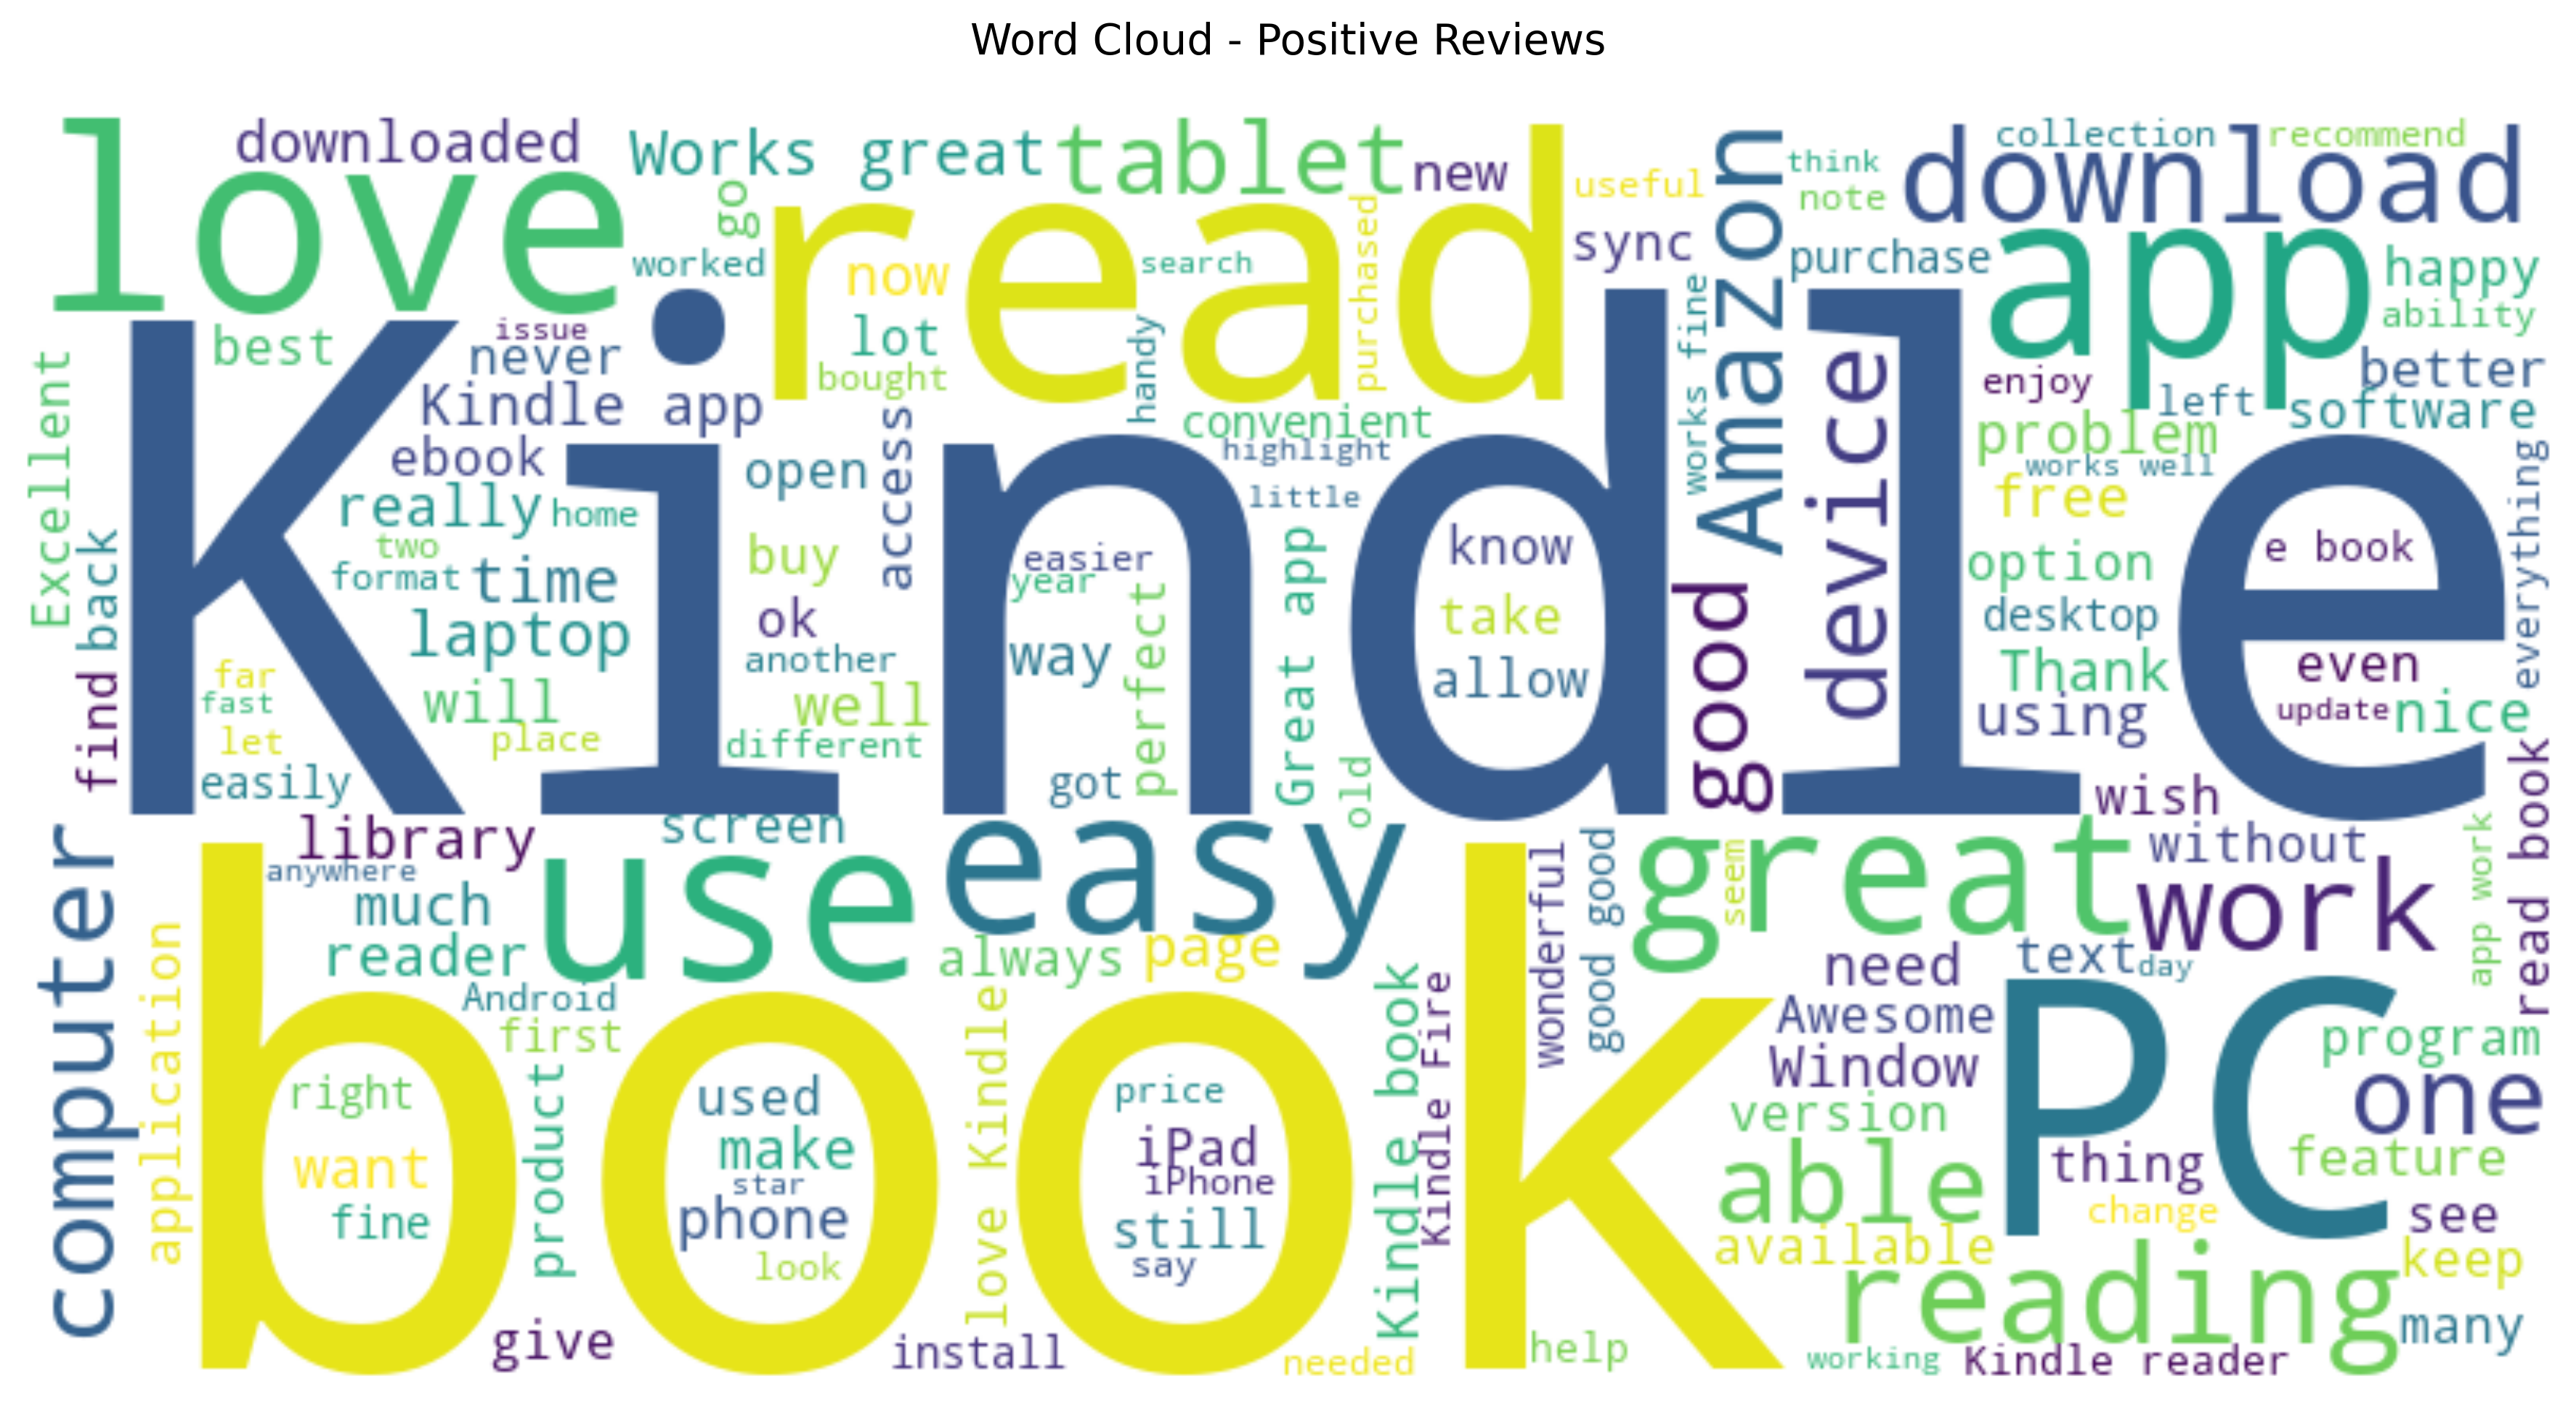 Word Cloud - Positive Reviews
love
downloaded
Works great
tablet
new
read
useful
Amazon
think
note
collection
recommend
download
go
worked
now
search
purchased
sync
purchase
app
happy
ability
best
issue
never
lot
bought
handy
works fine
device
enjoy
left
better
software
Excellent
Kindle
Kindle app
ebook
open
access
convenient
highlight
little
problem
works well
free
everything
back
really
home
two
format
time
laptop
buy
ok
another
easier
year
way
perfect
Great app
know
take
allow
good
option
desktop
Thank
using
e book
even
update
nice
find
far
fast
let
easily
will
place
well
different
got
old
wish
read book
computer
library
screen
anywhere
much
reader
use
easy
always
page
wonderful
good good
great
seem
without
work
app work
application
Android
first
product
book
right
want
fine
used
make
star
phone
look
love Kindle
price
iPad
iPhone
still
say
Kindle book
Kindle Fire
need
text
day
Awesome
Window
version
PC
program
one
able
thing
feature
change
see
available
keep
reading
many
give
install
needed
help
working
Kindle reader